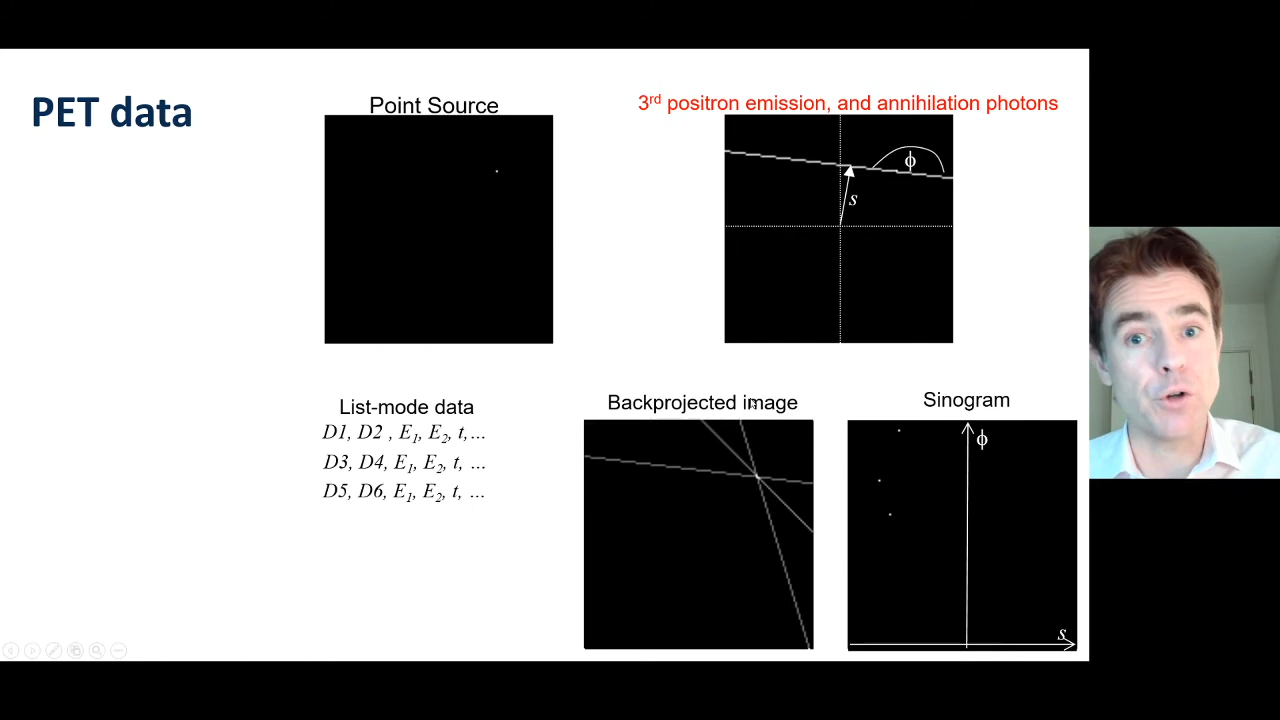 PET data
Point Source
3rd positron emission, and annihilation photons
ϕ
s
List-mode data
D1, D2 , E1, E2, t,...
D3, D4, E1, E2, t, ...
D5, D6, E1, E2, t, ...
Backprojected image
Sinogram
ϕ
s